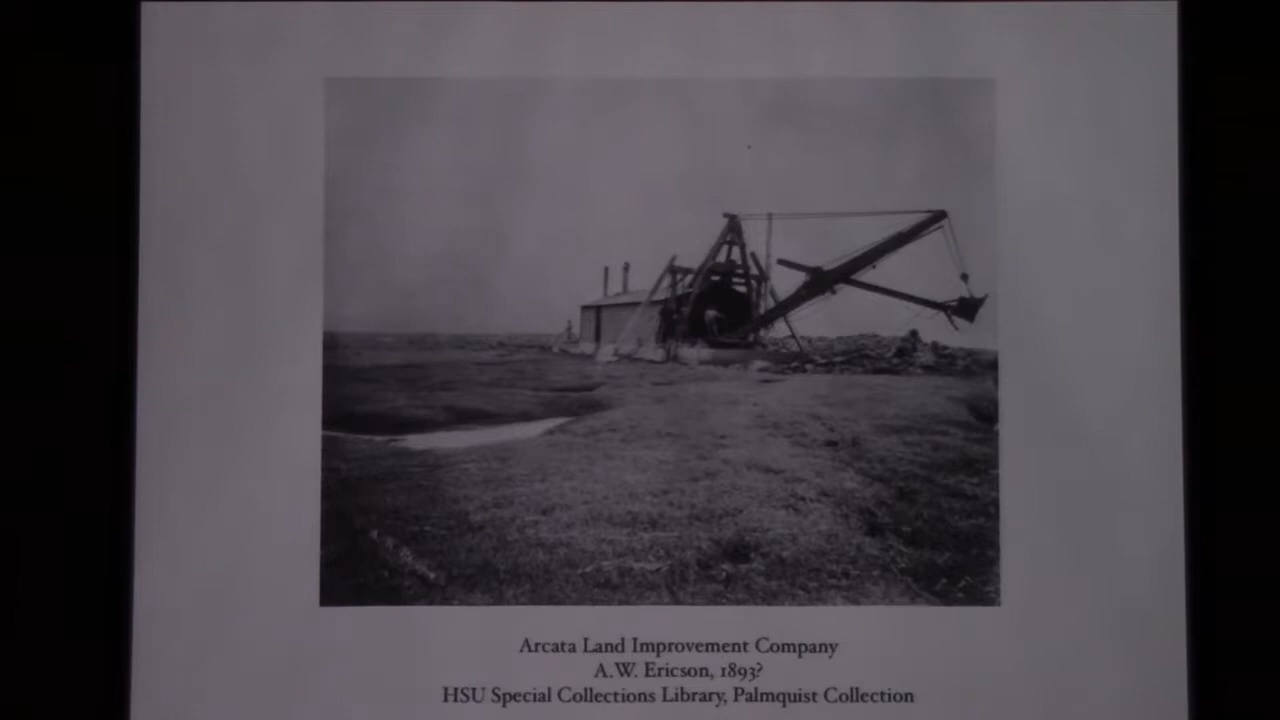 Arcata Land Improvement Company
A.W. Ericson, 1893?
HSU Special Collections Library, Palmquist Collection